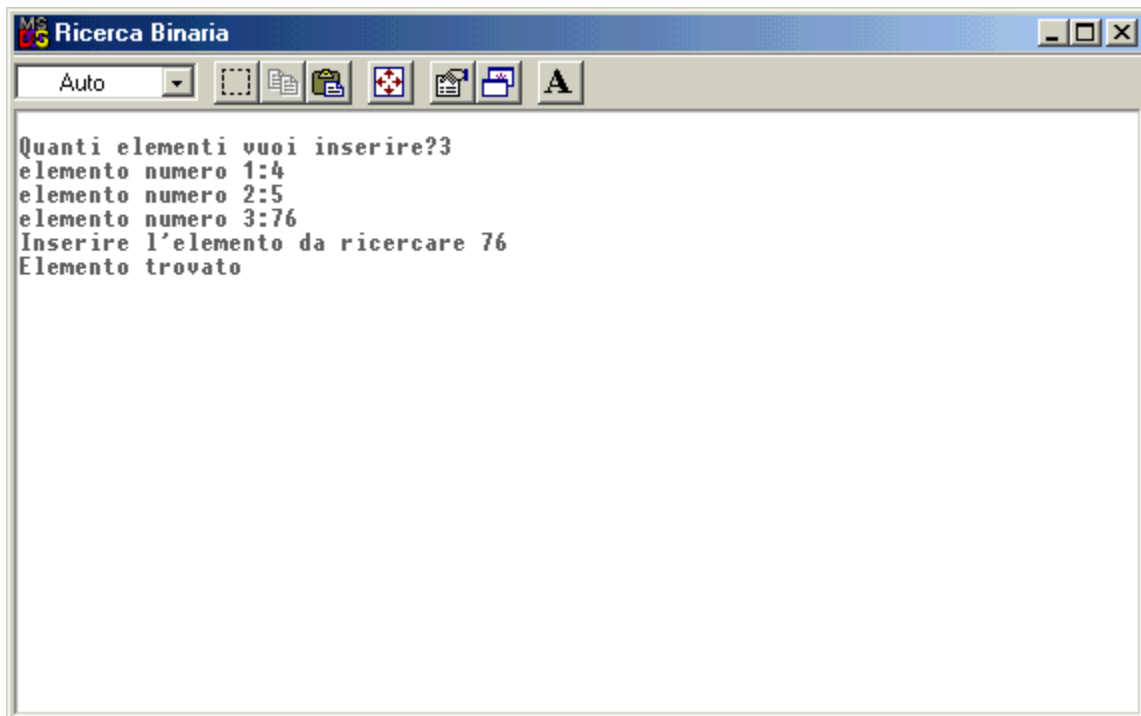 Ricerca Binaria
Auto
A
Quanti elementi vuoi inserire?3
elemento numero 1:4
elemento numero 2:5
elemento numero 3:76
Inserire l'elemento da ricercare 76
Elemento trovato